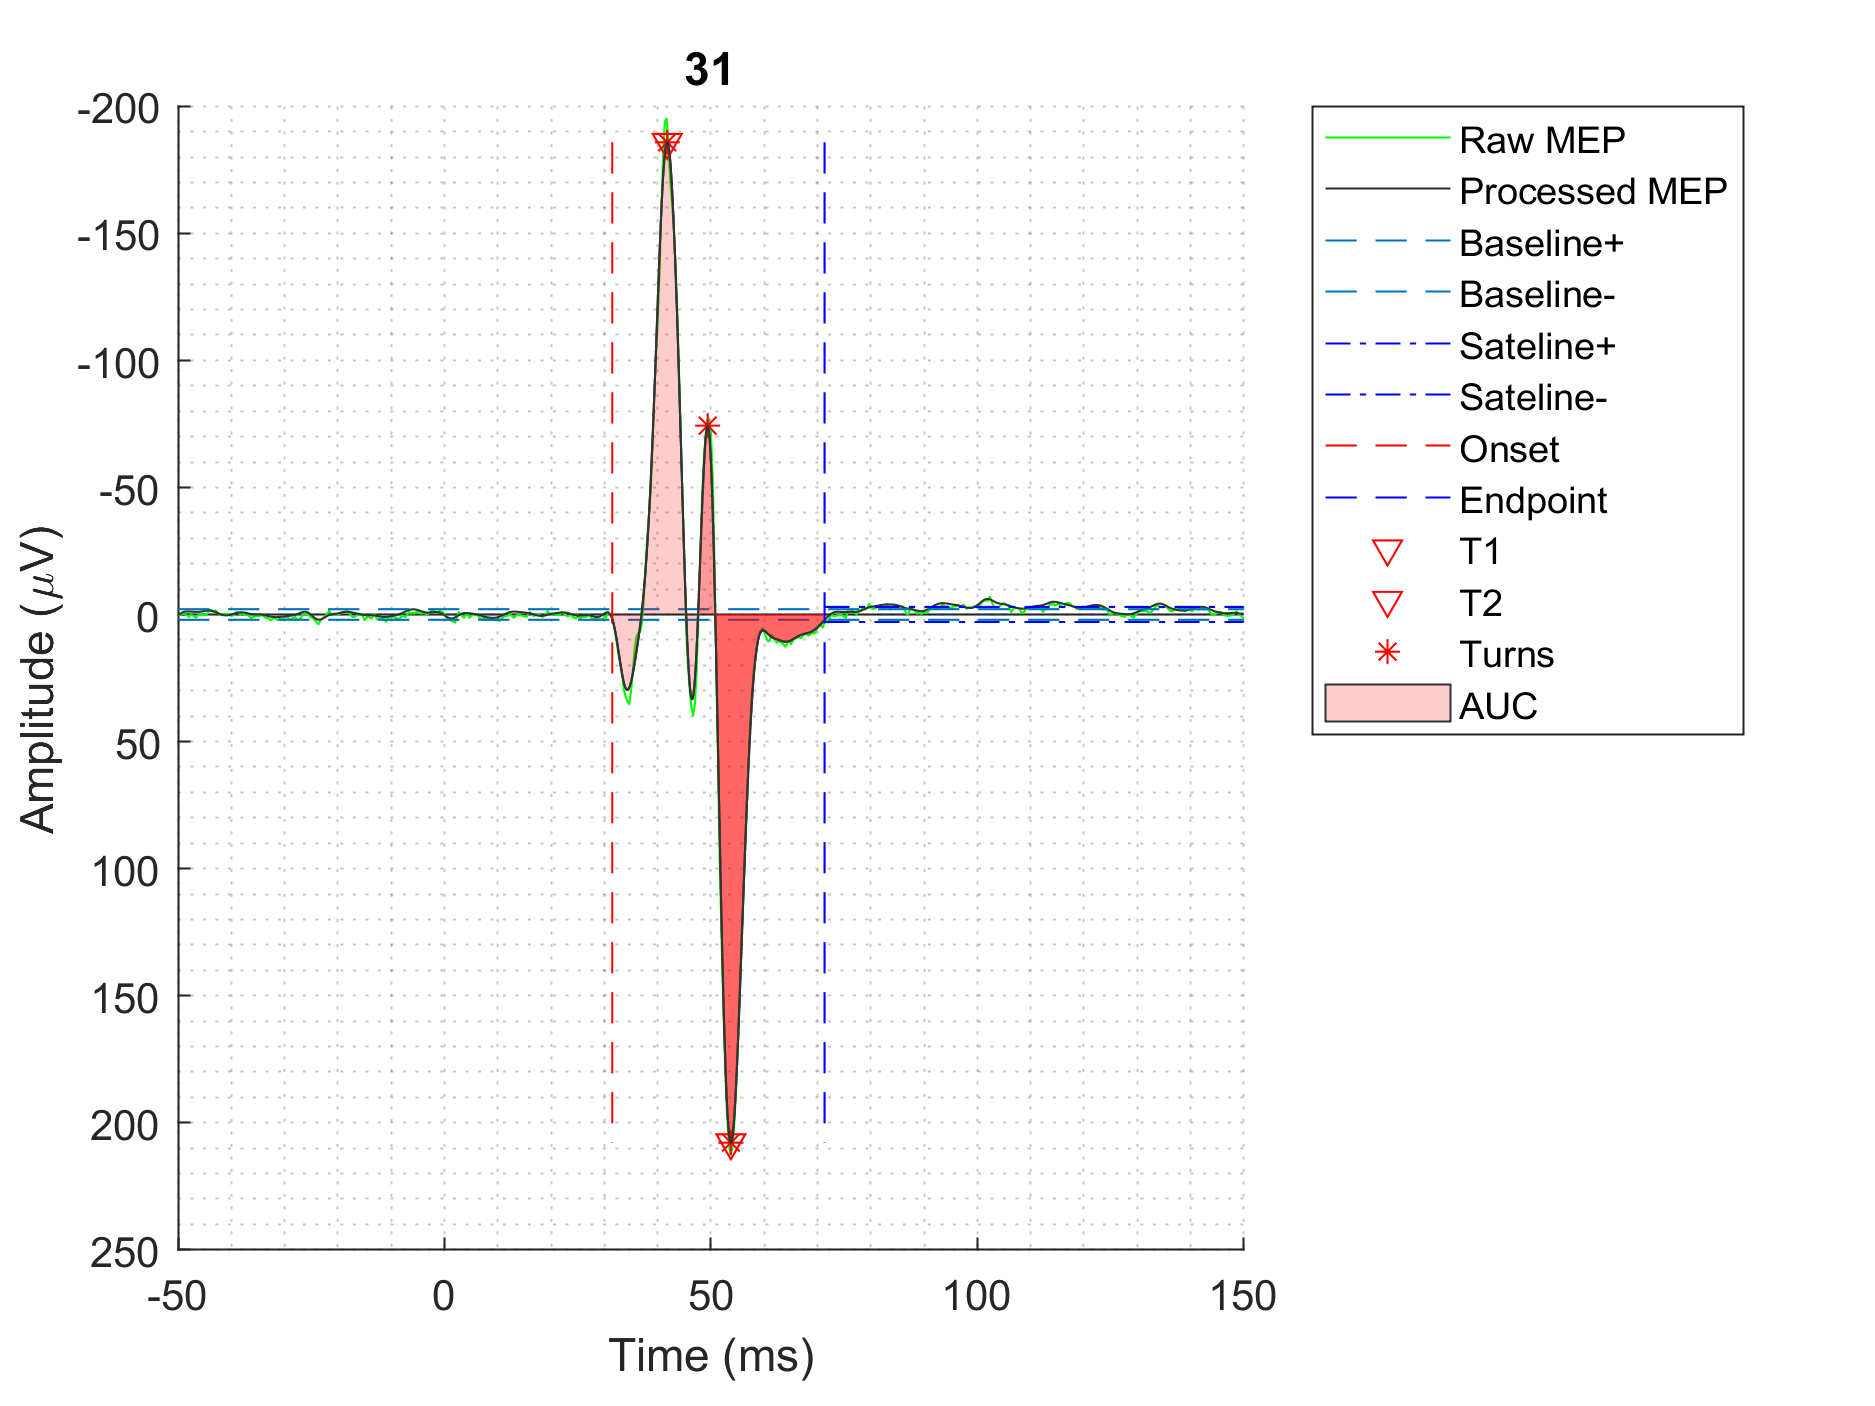 31
-200
-150
-100
-50
0
50
100
150
200
250
Amplitude (μV)
-50 0 50 100 150
Time (ms)
Raw MEP
Processed MEP
Baseline+
Baseline-
Sateline+
Sateline-
Onset
Endpoint
T1
T2
Turns
AUC